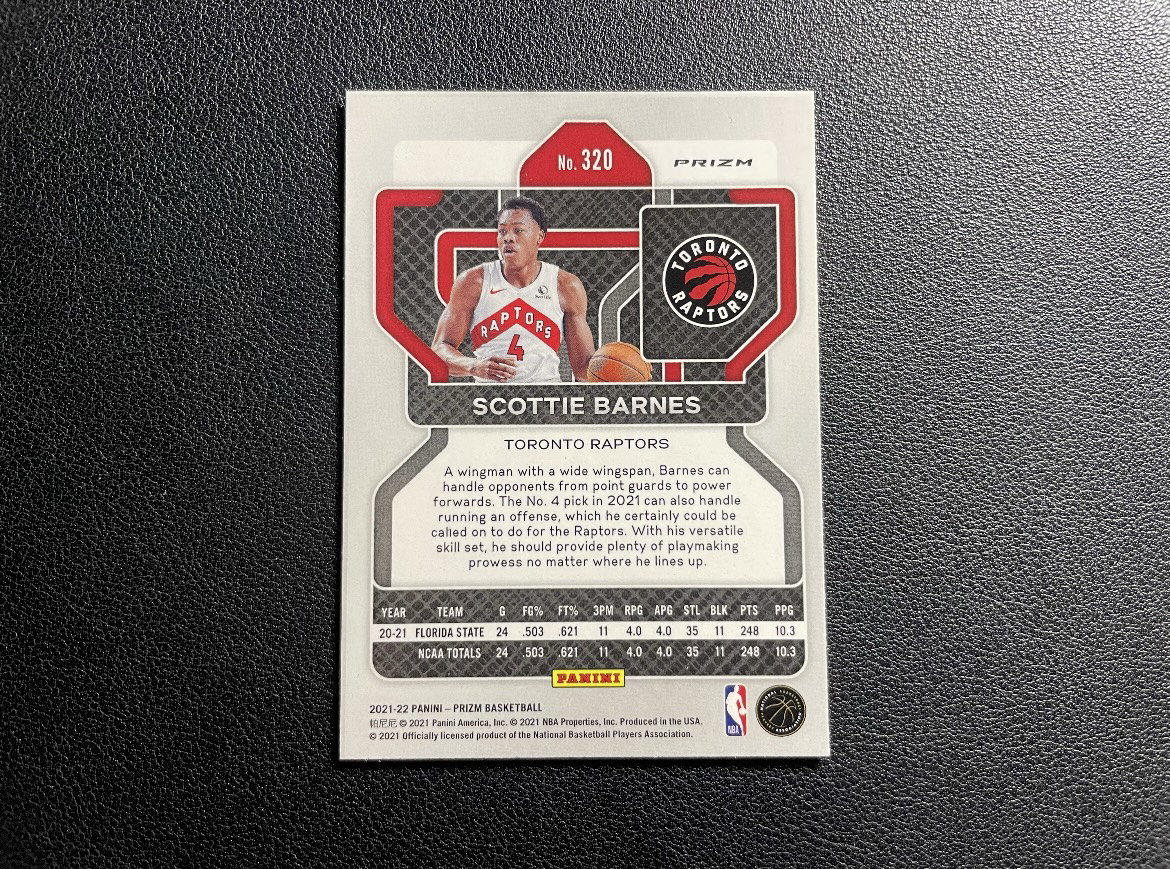 No. 320
PRIZM
TORONTO
RAPTORS
RAPTORS
4
SCOTTIE BARNES
TORONTO RAPTORS
A wingman with a wide wingspan, Barnes can
handle opponents from point guards to power
forwards. The No. 4 pick in 2021 can also handle
running an offense, which he certainly could be
called on to do for the Raptors. With his versatile
skill set, he should provide plenty of playmaking
prowess no matter where he lines up.
YEAR TEAM G FG% FT% 3PM RPG APG STL BLK PTS PPG
20-21 FLORIDA STATE 24 .503 .621 11 4.0 4.0 35 11 248 10.3
NCAA TOTALS 24 .503 .621 11 4.0 4.0 35 11 248 10.3
PANINI
2021-22 PANINI – PRIZM BASKETBALL
帕尼尼 © 2021 Panini America, Inc. © 2021 NBA Properties, Inc. Produced in the USA.
© 2021 Officially licensed product of the National Basketball Players Association.
NBA